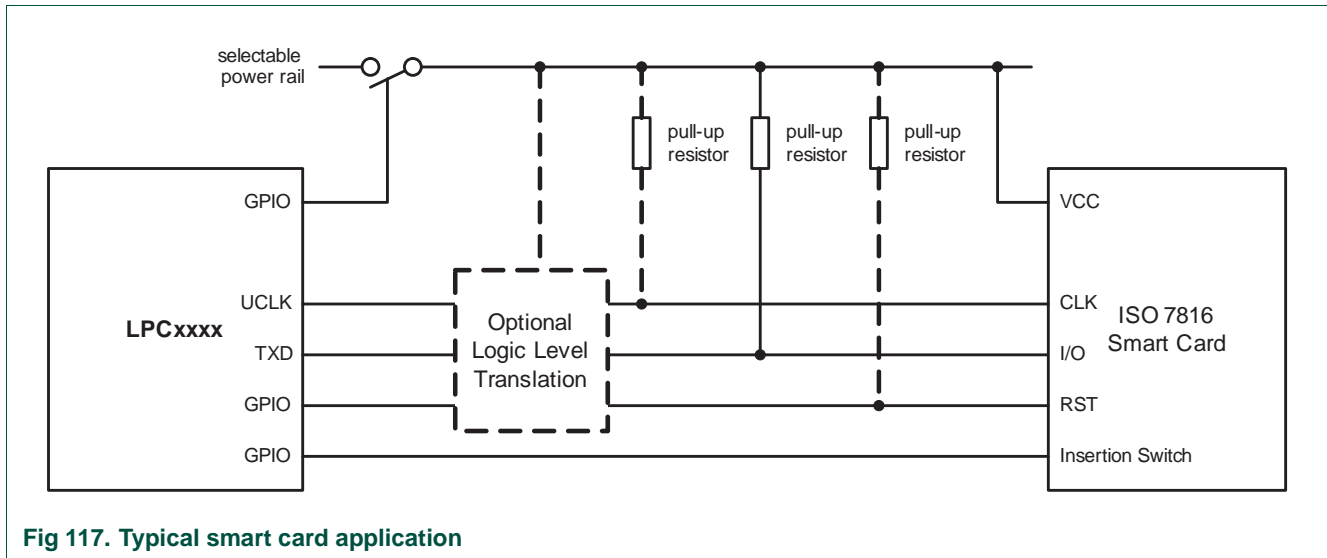 selectable
power rail
pull-up
resistor
pull-up
resistor
pull-up
resistor
GPIO
VCC
UCLK
CLK
LPCxxxx
Optional
Logic Level
Translation
ISO 7816
Smart Card
TXD
I/O
GPIO
RST
GPIO
Insertion Switch
Fig 117. Typical smart card application